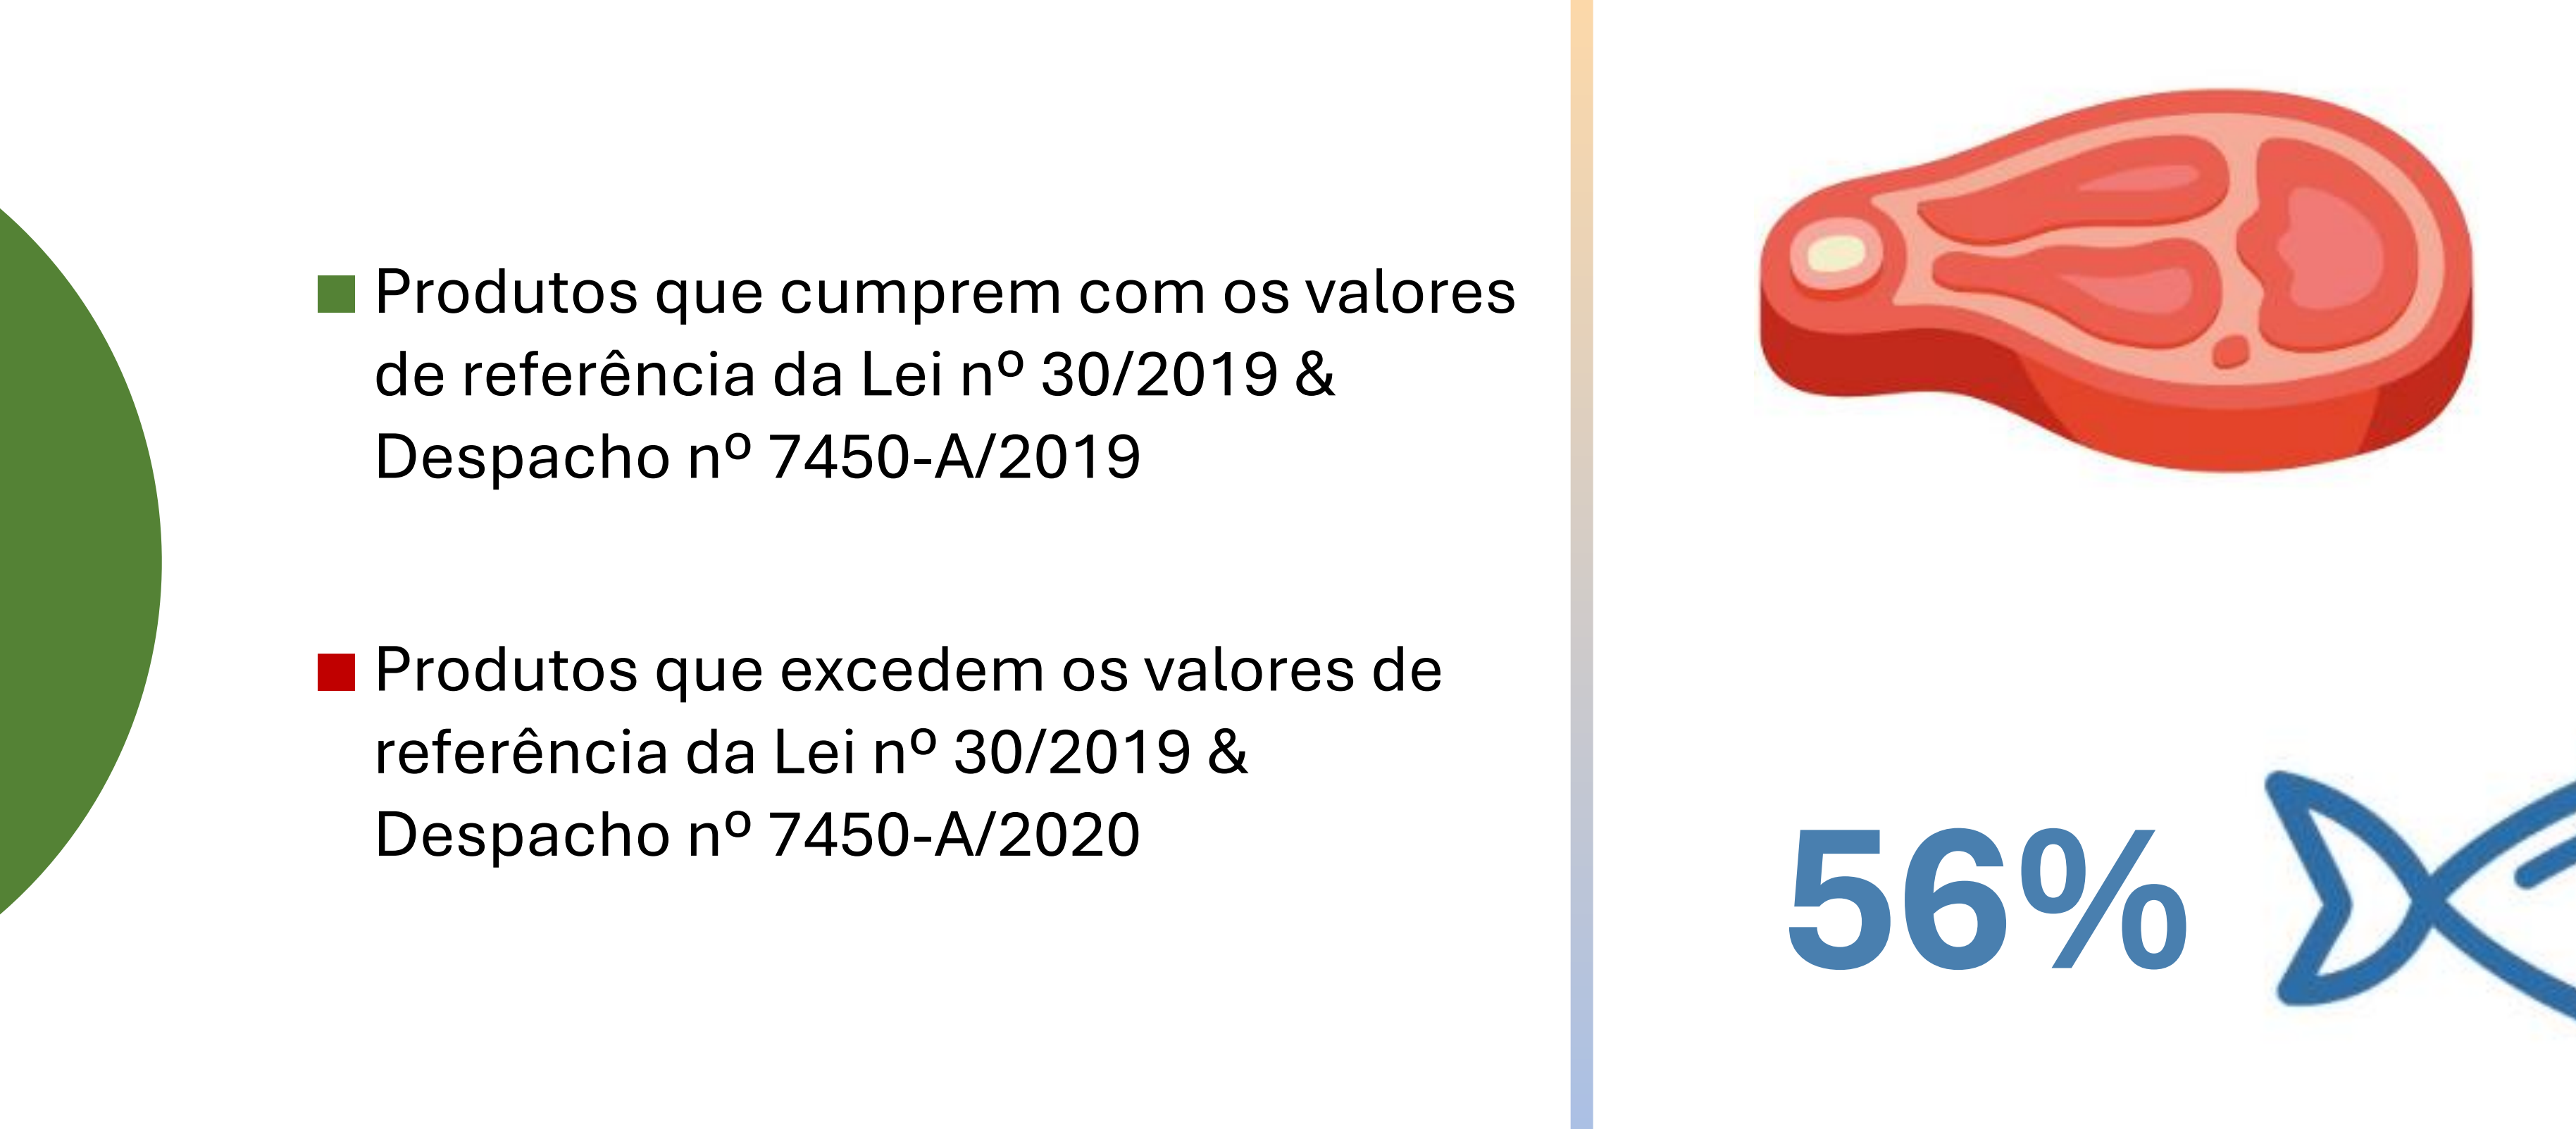 Produtos que cumprem com os valores
de referência da Lei nº 30/2019 &
Despacho nº 7450-A/2019
Produtos que excedem os valores de
referência da Lei nº 30/2019 &
Despacho nº 7450-A/2020
56%